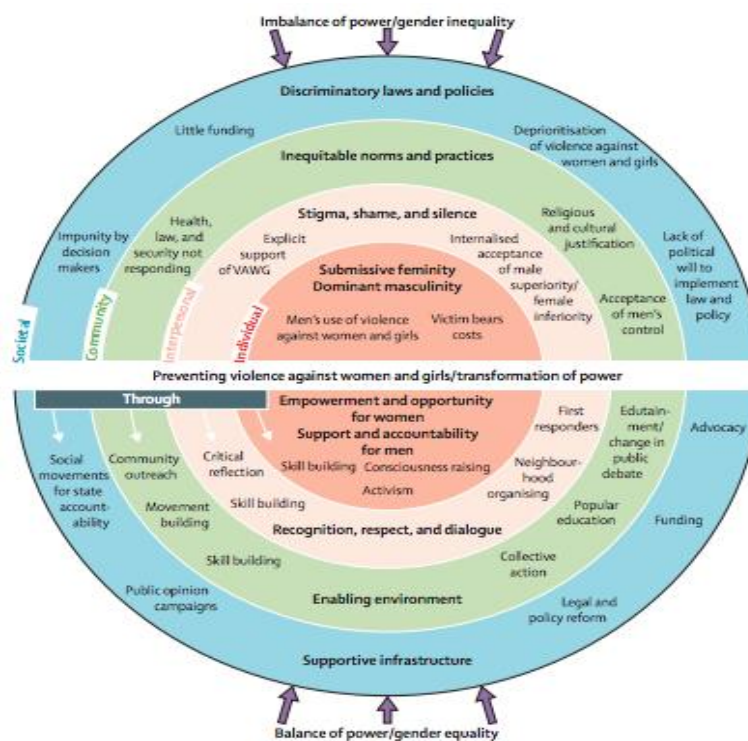 Imbalance of power/gender inequality
Discriminatory laws and policies
Little funding
Deprioritisation
of violence against
women and girls
Inequitable norms and practices
Health,
law, and
security not
responding
Impunity by
decision
makers
Stigma, shame, and silence
Religious
and cultural
justification
Lack of
political
will to
implement
law and
policy
Explicit
support
of VAWG
Internalised
acceptance
of male
superiority/
female
inferiority
Submissive feminity
Dominant masculinity
Acceptance
of men's
control
Men's use of violence
against women and girls
Victim bears
costs
Societal
Community
Interpersonal
Individual
Preventing violence against women and girls/transformation of power
Through
Empowerment and opportunity
for women
Support and accountability
for men
Skill building
Consciousness raising
Activism
First
responders
Edutain-
ment/
change in
public
debate
Advocacy
Social
movements
for state
account-
ability
Community
outreach
Critical
reflection
Neighbour-
hood
organising
Movement
building
Skill building
Recognition, respect, and dialogue
Popular
education
Funding
Skill building
Collective
action
Public opinion
campaigns
Enabling environment
Legal and
policy reform
Supportive infrastructure
Balance of power/gender equality